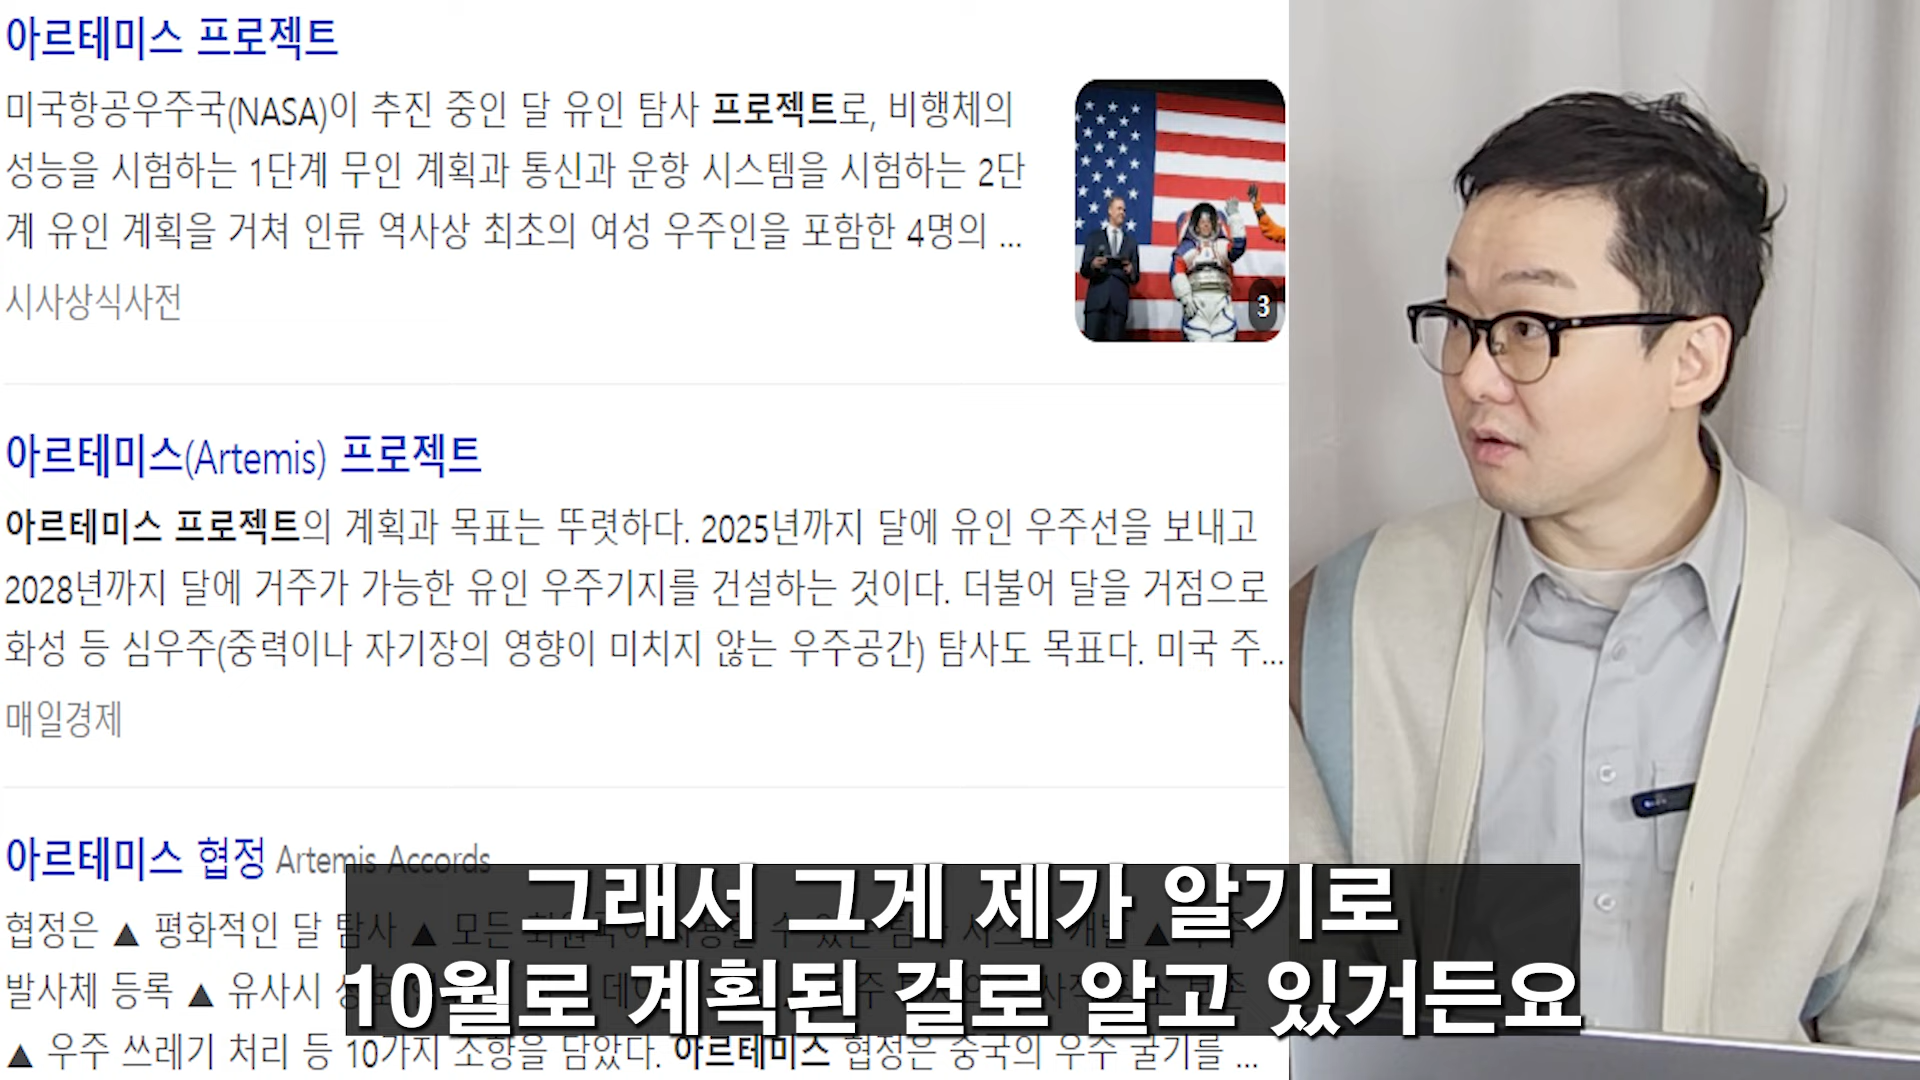 아르테미스 프로젝트
미국항공우주국(NASA)이 추진 중인 달 유인 탐사 프로젝트로, 비행체의
성능을 시험하는 1단계 무인 계획과 통신과 운항 시스템을 시험하는 2단
계 유인 계획을 거쳐 인류 역사상 최초의 여성 우주인을 포함한 4명의 ...
시사상식사전
3
아르테미스(Artemis) 프로젝트
아르테미스 프로젝트의 계획과 목표는 뚜렷하다. 2025년까지 달에 유인 우주선을 보내고
2028년까지 달에 거주가 가능한 유인 우주기지를 건설하는 것이다. 더불어 달을 거점으로
화성 등 심우주(중력이나 자기장의 영향이 미치지 않는 우주공간) 탐사도 목표다. 미국 주...
매일경제
아르테미스 협정 Artemis Accords
협정은 ▲ 평화적인 달 탐사 ▲ 모든
발사체 등록 ▲ 유사시
▲ 우주 쓰레기 처리 등 10가지 조항을 담았다. 아르테미스 협정은 중국의 우주 굴기를 ...
그래서 그게 제가 알기로
10월로 계획된 걸로 알고 있거든요